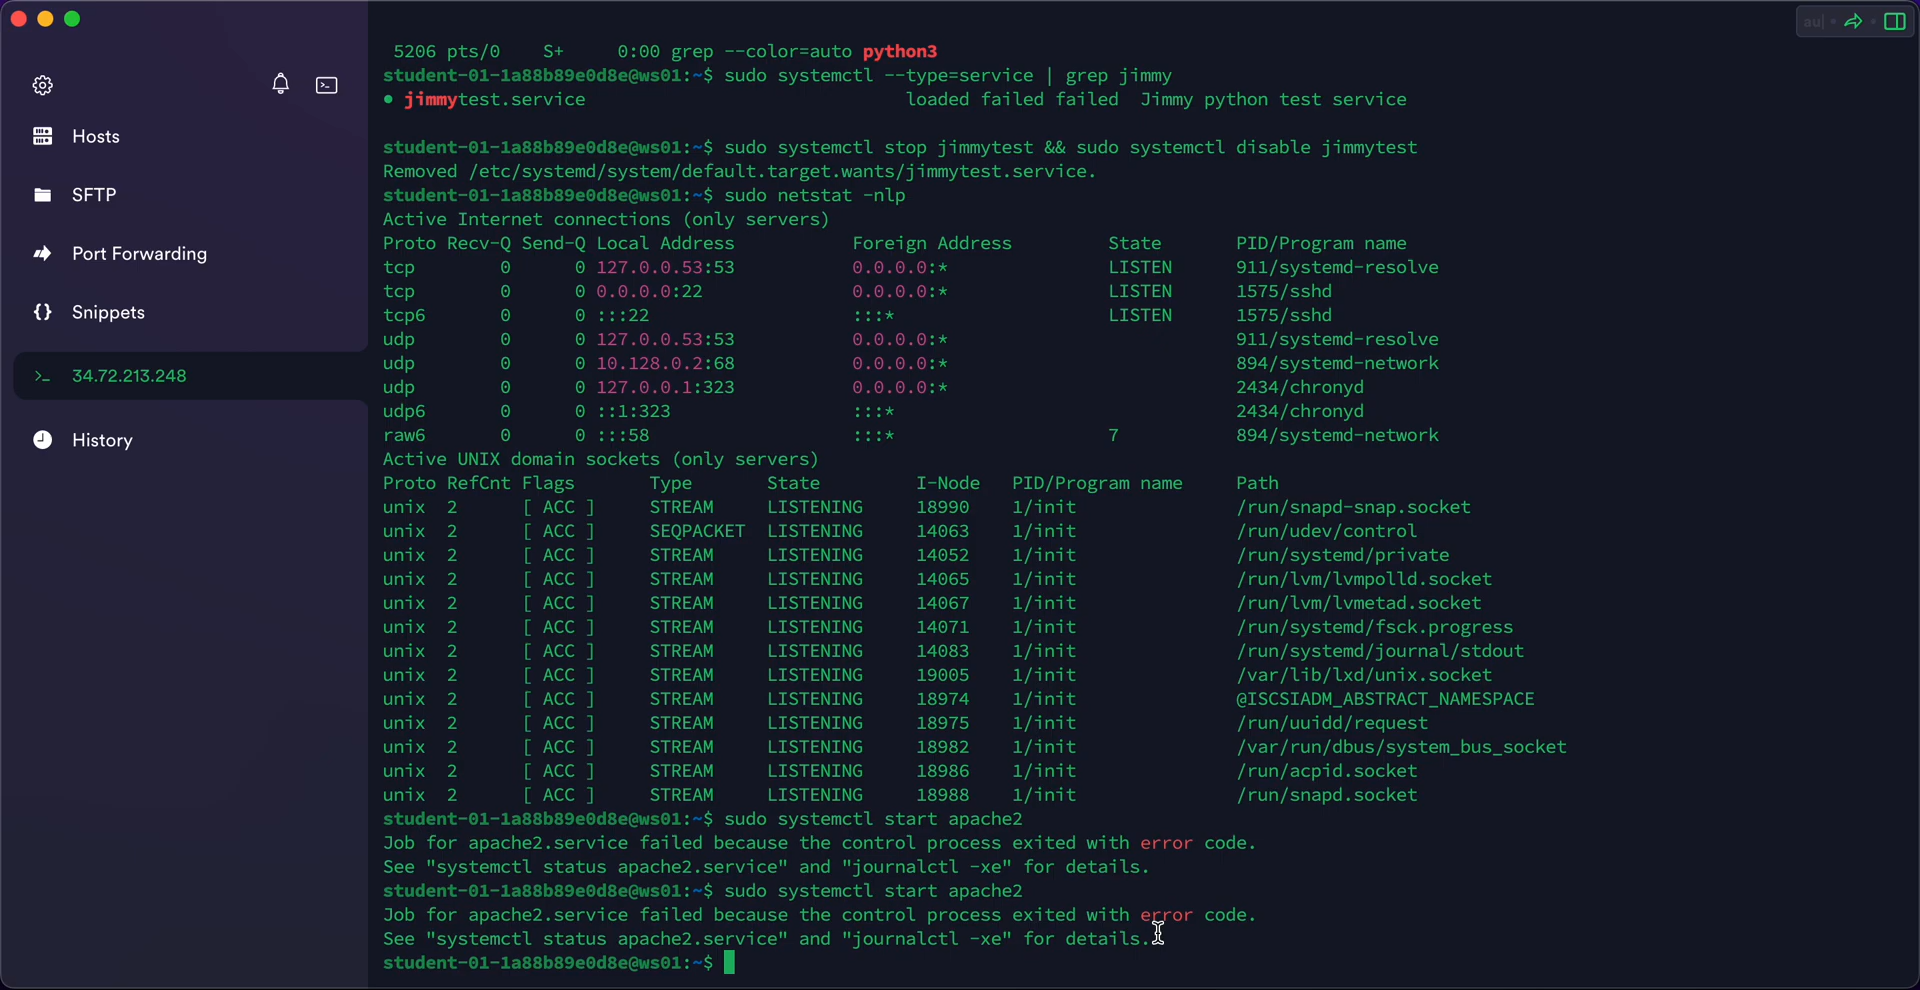 au|
Hosts
SFTP
Port Forwarding
{} Snippets
>_ 34.72.213.248
History
5206 pts/0    S+     0:00 grep --color=auto python3
student-01-1a88b89e0d8e@ws01:~$ sudo systemctl --type=service | grep jimmy
● jimmytest.service                              loaded failed failed  Jimmy python test service
student-01-1a88b89e0d8e@ws01:~$ sudo systemctl stop jimmytest && sudo systemctl disable jimmytest
Removed /etc/systemd/system/default.target.wants/jimmytest.service.
student-01-1a88b89e0d8e@ws01:~$ sudo netstat -nlp
Active Internet connections (only servers)
Proto Recv-Q Send-Q Local Address           Foreign Address         State       PID/Program name
tcp        0      0 127.0.0.53:53           0.0.0.0:*               LISTEN      911/systemd-resolve
tcp        0      0 0.0.0.0:22              0.0.0.0:*               LISTEN      1575/sshd
tcp6       0      0 :::22                   :::*                    LISTEN      1575/sshd
udp        0      0 127.0.0.53:53           0.0.0.0:*                           911/systemd-resolve
udp        0      0 10.128.0.2:68           0.0.0.0:*                           894/systemd-network
udp        0      0 127.0.0.1:323           0.0.0.0:*                           2434/chronyd
udp6       0      0 ::1:323                 :::*                                2434/chronyd
raw6       0      0 :::58                   :::*                    7           894/systemd-network
Active UNIX domain sockets (only servers)
Proto RefCnt Flags       Type       State         I-Node   PID/Program name     Path
unix  2      [ ACC ]     STREAM     LISTENING     18990    1/init               /run/snapd-snap.socket
unix  2      [ ACC ]     SEQPACKET  LISTENING     14063    1/init               /run/udev/control
unix  2      [ ACC ]     STREAM     LISTENING     14052    1/init               /run/systemd/private
unix  2      [ ACC ]     STREAM     LISTENING     14065    1/init               /run/lvm/lvmpolld.socket
unix  2      [ ACC ]     STREAM     LISTENING     14067    1/init               /run/lvm/lvmetad.socket
unix  2      [ ACC ]     STREAM     LISTENING     14071    1/init               /run/systemd/fsck.progress
unix  2      [ ACC ]     STREAM     LISTENING     14083    1/init               /run/systemd/journal/stdout
unix  2      [ ACC ]     STREAM     LISTENING     19005    1/init               /var/lib/lxd/unix.socket
unix  2      [ ACC ]     STREAM     LISTENING     18974    1/init               @ISCSIADM_ABSTRACT_NAMESPACE
unix  2      [ ACC ]     STREAM     LISTENING     18975    1/init               /run/uuidd/request
unix  2      [ ACC ]     STREAM     LISTENING     18982    1/init               /var/run/dbus/system_bus_socket
unix  2      [ ACC ]     STREAM     LISTENING     18986    1/init               /run/acpid.socket
unix  2      [ ACC ]     STREAM     LISTENING     18988    1/init               /run/snapd.socket
student-01-1a88b89e0d8e@ws01:~$ sudo systemctl start apache2
Job for apache2.service failed because the control process exited with error code.
See "systemctl status apache2.service" and "journalctl -xe" for details.
student-01-1a88b89e0d8e@ws01:~$ sudo systemctl start apache2
Job for apache2.service failed because the control process exited with error code.
See "systemctl status apache2.service" and "journalctl -xe" for details.
student-01-1a88b89e0d8e@ws01:~$